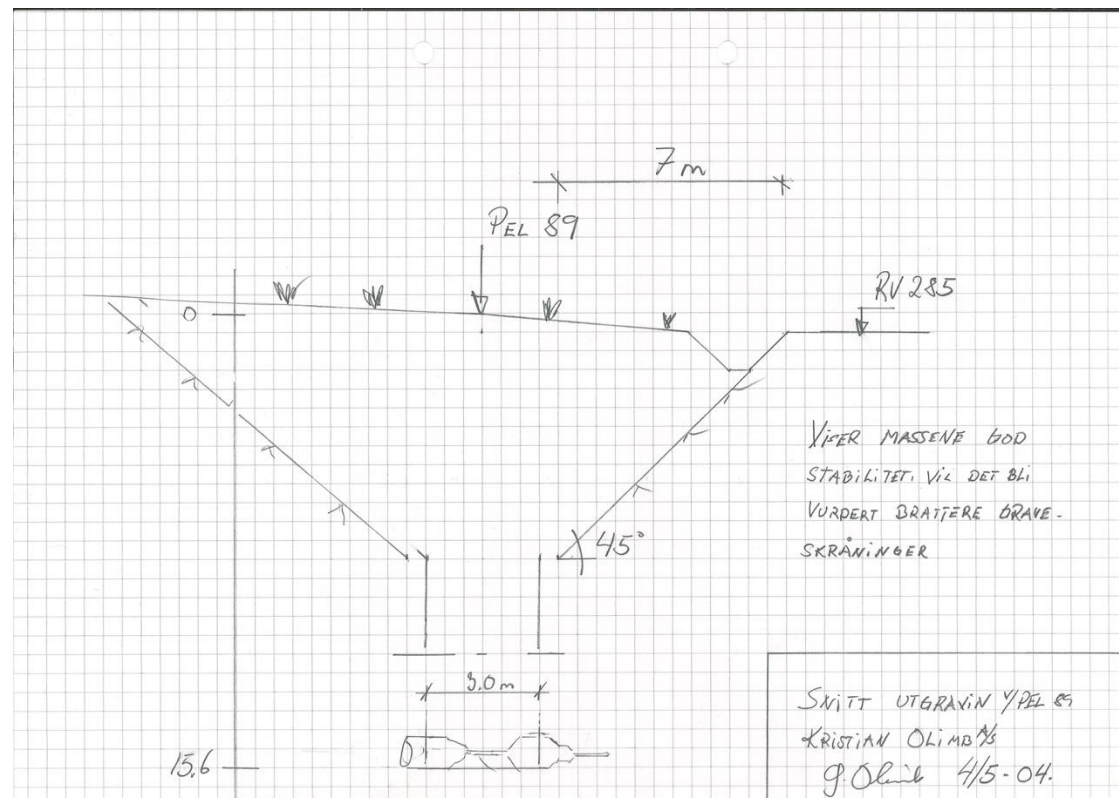 7 m
PEL 89
RV 285
0
VISER MASSENE GOD
STABILITET, VIL DET BLI
VURDERT BRATTERE GRAVE-
SKRÅNINGER
45°
3.0 m
15.6
SNITT UTGRAVIN V/PEL 89
KRISTIAN OLIMB A/S
4/5-04.